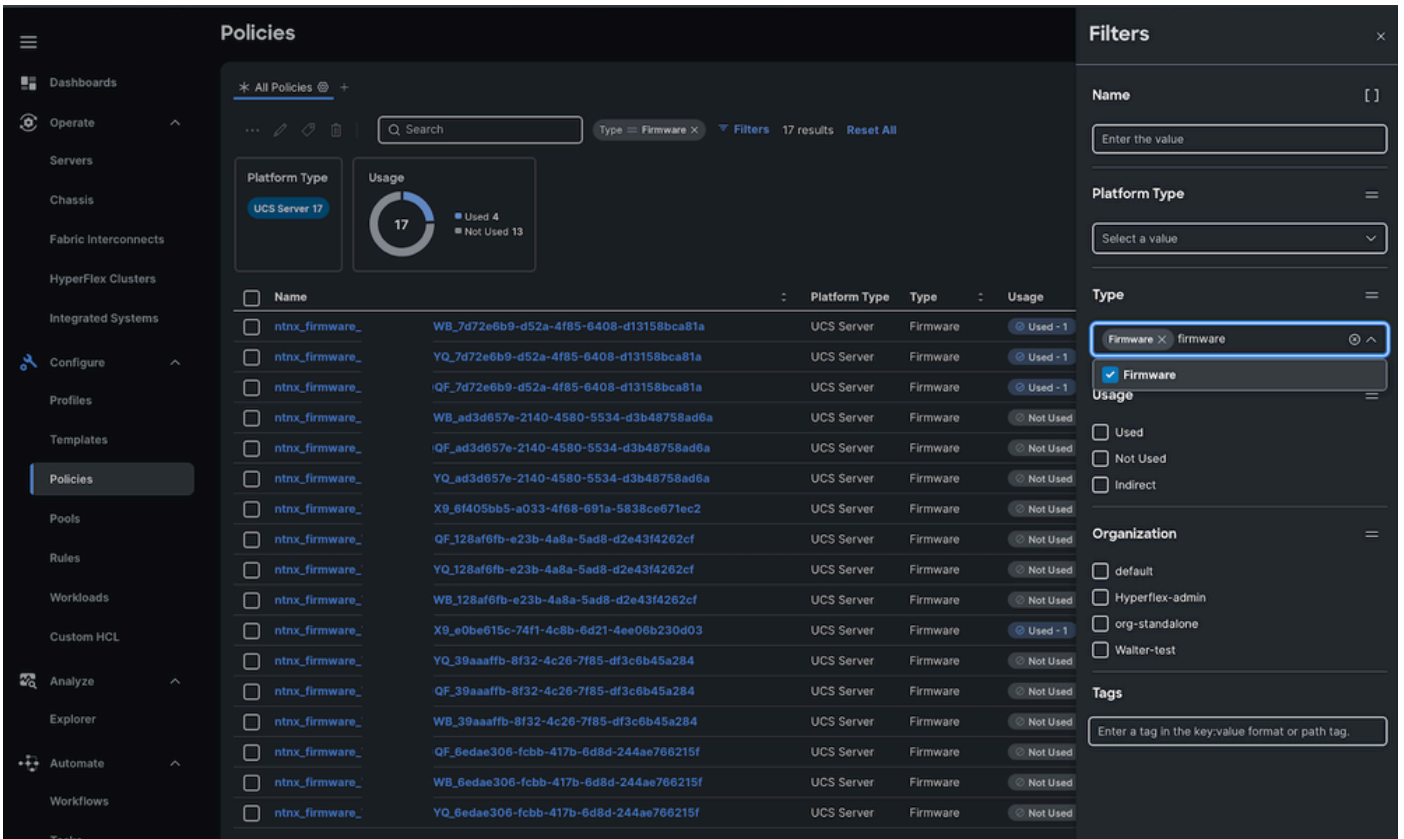 Policies
Filters
Dashboards
Operate
Servers
Chassis
Fabric Interconnects
HyperFlex Clusters
Integrated Systems
Configure
Profiles
Templates
Policies
Pools
Rules
Workloads
Custom HCL
Analyze
Explorer
Automate
Workflows
All Policies
Search
Type = Firmware
Filters
17 results
Reset All
Platform Type
UCS Server 17
Usage
17
Used 4
Not Used 13
Name Platform Type Type Usage
ntnx_firmware_ WB_7d72e6b9-d52a-4f85-6408-d13158bca81a UCS Server Firmware Used - 1
ntnx_firmware_ YQ_7d72e6b9-d52a-4f85-6408-d13158bca81a UCS Server Firmware Used - 1
ntnx_firmware_ QF_7d72e6b9-d52a-4f85-6408-d13158bca81a UCS Server Firmware Used - 1
ntnx_firmware_ WB_ad3d657e-2140-4580-5534-d3b48758ad6a UCS Server Firmware Not Used
ntnx_firmware_ QF_ad3d657e-2140-4580-5534-d3b48758ad6a UCS Server Firmware Not Used
ntnx_firmware_ YQ_ad3d657e-2140-4580-5534-d3b48758ad6a UCS Server Firmware Not Used
ntnx_firmware_ X9_6f405bb5-a033-4f68-691a-5838ce671ec2 UCS Server Firmware Not Used
ntnx_firmware_ QF_128af6fb-e23b-4a8a-5ad8-d2e43f4262cf UCS Server Firmware Not Used
ntnx_firmware_ YQ_128af6fb-e23b-4a8a-5ad8-d2e43f4262cf UCS Server Firmware Not Used
ntnx_firmware_ WB_128af6fb-e23b-4a8a-5ad8-d2e43f4262cf UCS Server Firmware Not Used
ntnx_firmware_ X9_e0be615c-74f1-4c8b-6d21-4ee06b230d03 UCS Server Firmware Used - 1
ntnx_firmware_ YQ_39aaaffb-8f32-4c26-7f85-df3c6b45a284 UCS Server Firmware Not Used
ntnx_firmware_ QF_39aaaffb-8f32-4c26-7f85-df3c6b45a284 UCS Server Firmware Not Used
ntnx_firmware_ WB_39aaaffb-8f32-4c26-7f85-df3c6b45a284 UCS Server Firmware Not Used
ntnx_firmware_ QF_6edae306-fcbb-417b-6d8d-244ae766215f UCS Server Firmware Not Used
ntnx_firmware_ WB_6edae306-fcbb-417b-6d8d-244ae766215f UCS Server Firmware Not Used
ntnx_firmware_ YQ_6edae306-fcbb-417b-6d8d-244ae766215f UCS Server Firmware Not Used
Name
Enter the value
Platform Type
Select a value
Type
Firmware firmware
Firmware
Usage
Used
Not Used
Indirect
Organization
default
Hyperflex-admin
org-standalone
Walter-test
Tags
Enter a tag in the key:value format or path tag.